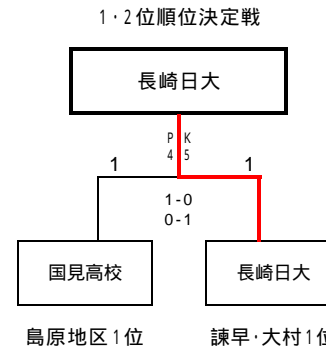 1・2位順位決定戦
長崎日大
P K
4 5
1 1
1-0
0-1
国見高校 長崎日大
島原地区1位 諫早・大村1位